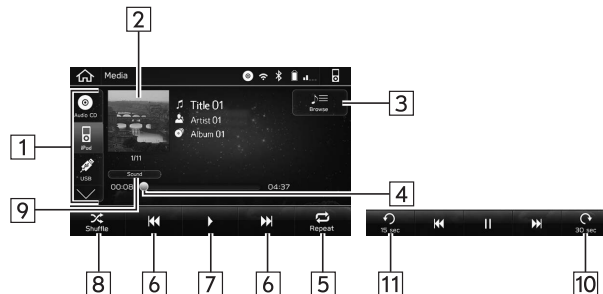 2
Media
1
Audio CD
iPod
USB
Title 01
Artist 01
Album 01
Browse
3
1/11
Sound
00:08
04:37
4
9
Shuffle
Repeat
15 sec
30 sec
8
6
7
6
5
11
10